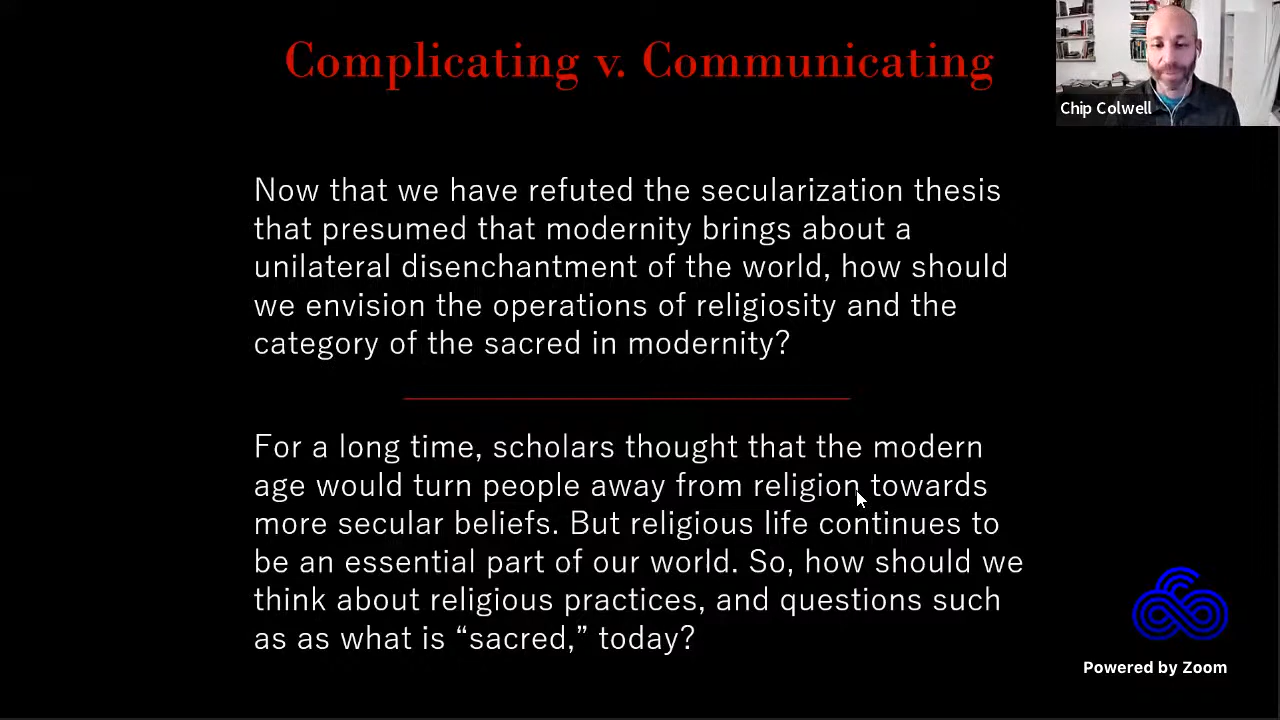 Complicating v. Communicating
Chip Colwell
Now that we have refuted the secularization thesis
that presumed that modernity brings about a
unilateral disenchantment of the world, how should
we envision the operations of religiosity and the
category of the sacred in modernity?
For a long time, scholars thought that the modern
age would turn people away from religion towards
more secular beliefs. But religious life continues to
be an essential part of our world. So, how should we
think about religious practices, and questions such
as as what is “sacred,” today?
Powered by Zoom